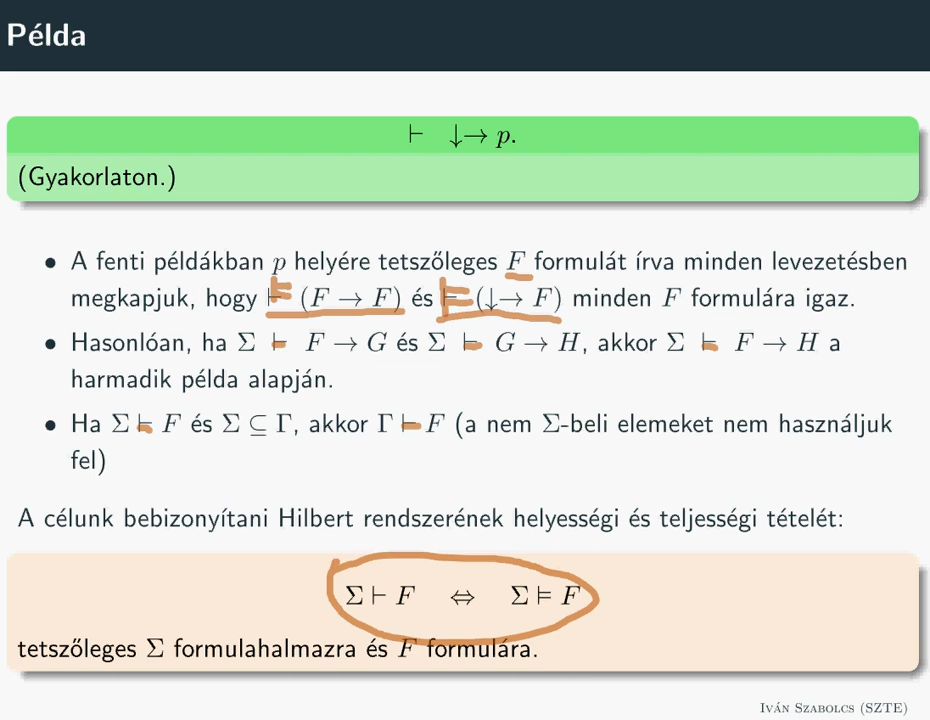 Példa
⊢ ↓→ p.
(Gyakorlaton.)
• A fenti példákban p helyére tetszőleges F formulát írva minden levezetésben
megkapjuk, hogy ⊢ (F → F) és ⊢ (↓→ F) minden F formulára igaz.
• Hasonlóan, ha Σ ⊢ F → G és Σ ⊢ G → H, akkor Σ ⊢ F → H a
harmadik példa alapján.
• Ha Σ ⊢ F és Σ ⊆ Γ, akkor Γ ⊢ F (a nem Σ-beli elemeket nem használjuk
fel)
A célunk bebizonyítani Hilbert rendszerének helyességi és teljességi tételét:
Σ ⊢ F ⇔ Σ ⊨ F
tetszőleges Σ formulahalmazra és F formulára.
Iván Szabolcs (SZTE)